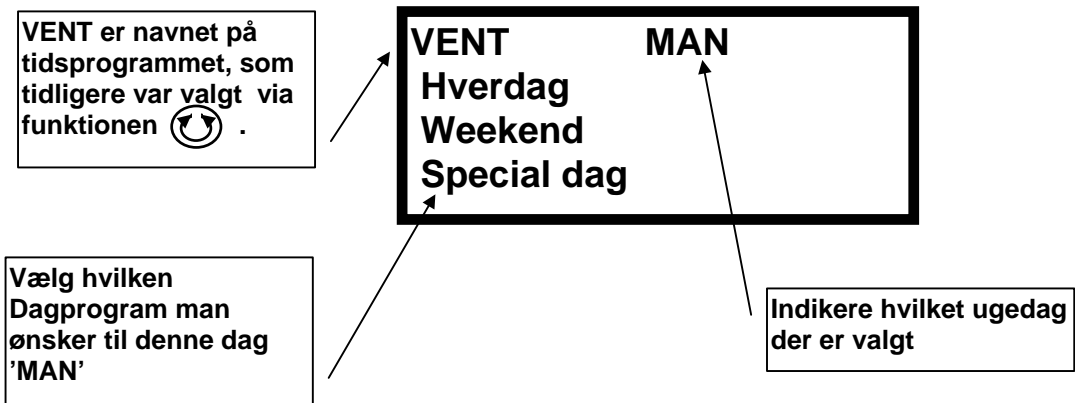 VENT er navnet på
tidsprogrammet, som
tidligere var valgt via
funktionen .
VENT MAN
Hverdag
Weekend
Special dag
Vælg hvilken
Dagprogram man
ønsker til denne dag
’MAN’
Indikere hvilket ugedag
der er valgt